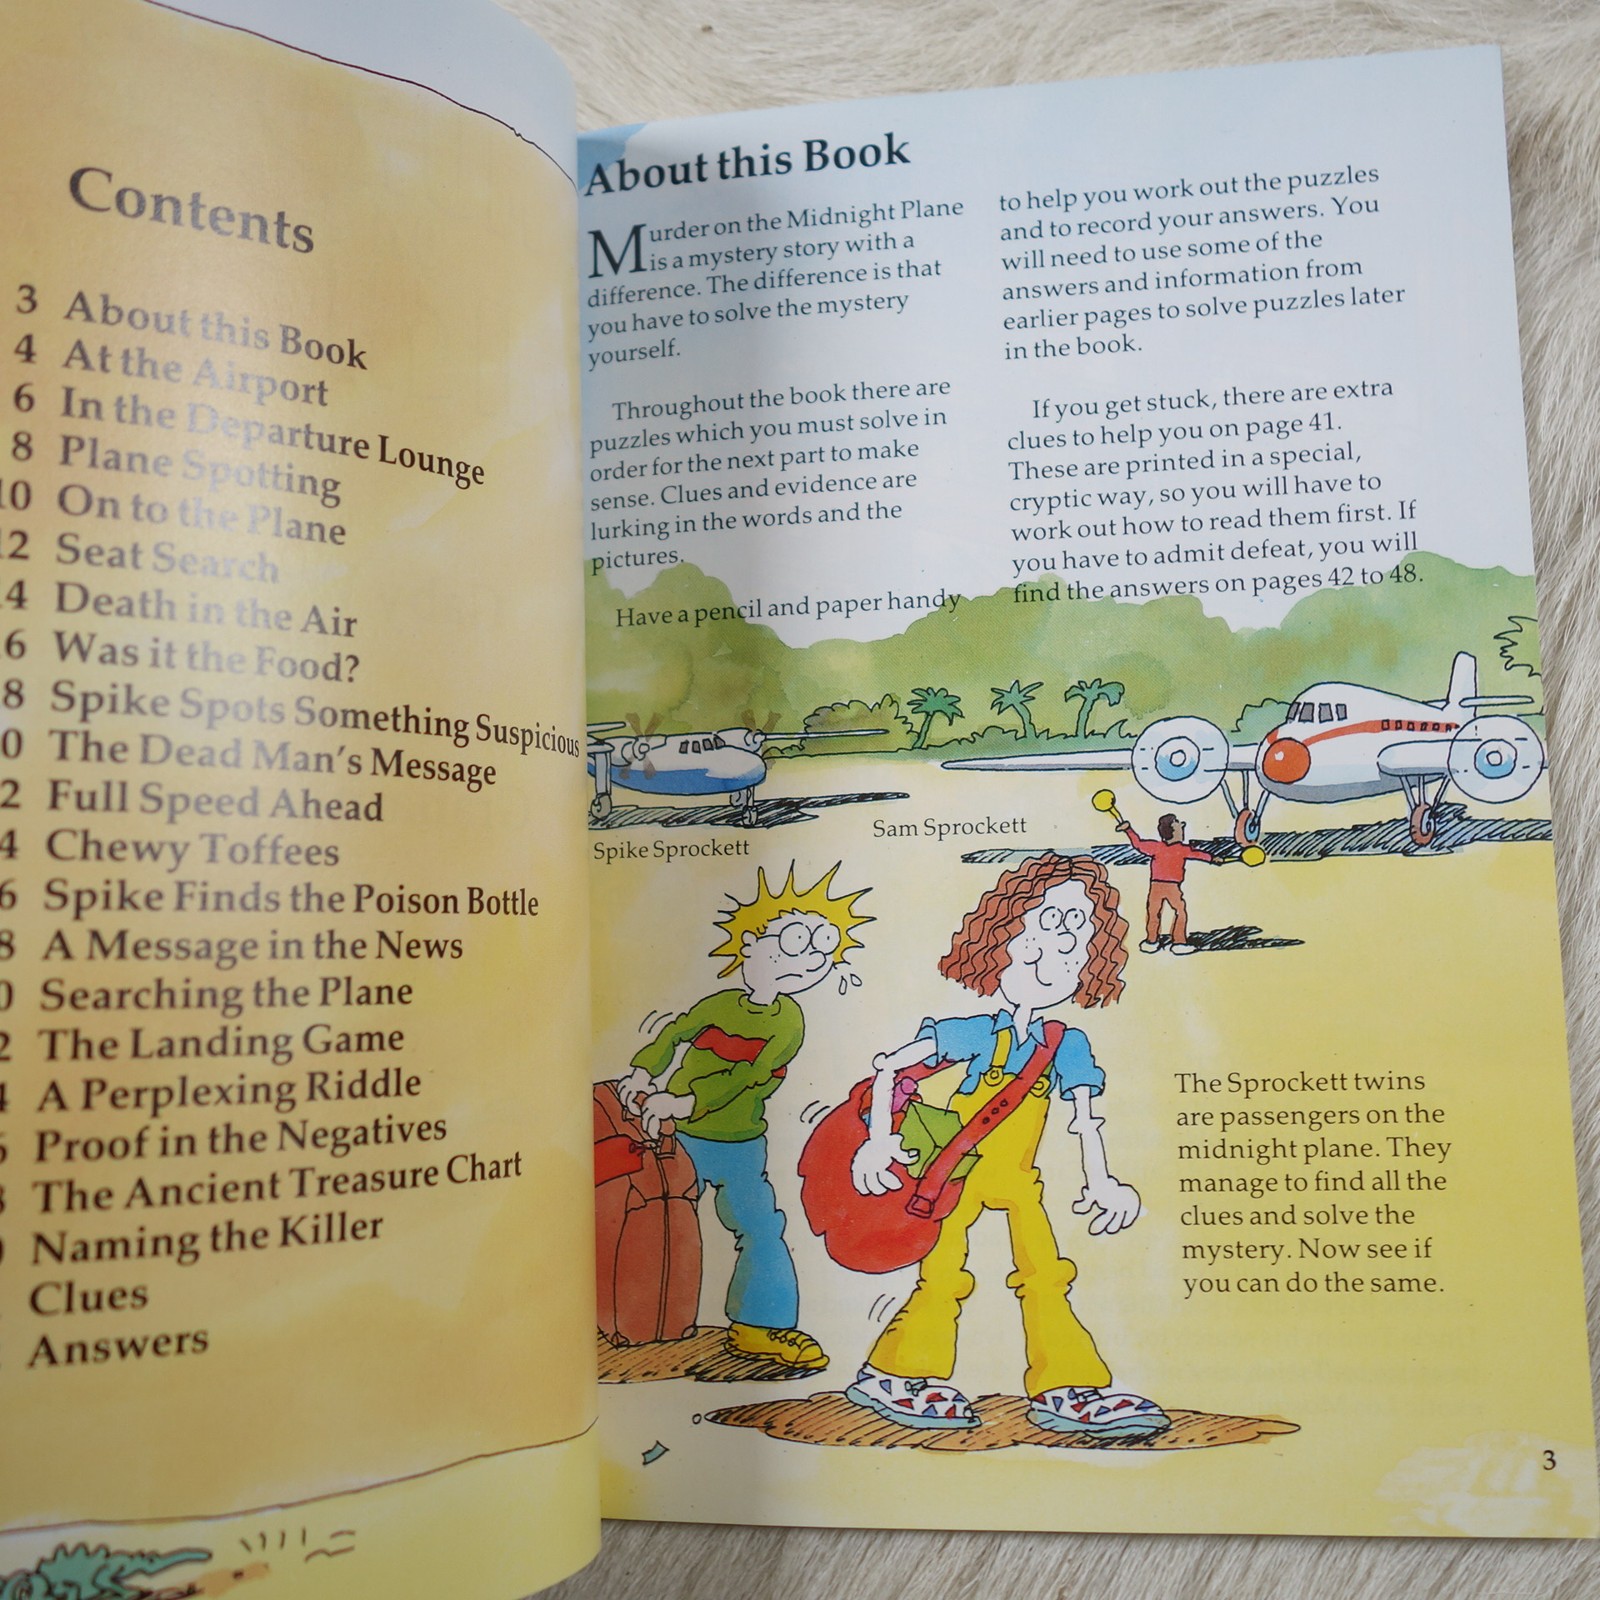 Contents
3 About this Book
4 At the Airport
6 In the Departure Lounge
8 Plane Spotting
10 On to the Plane
12 Seat Search
4 Death in the Air
6 Was it the Food?
8 Spike Spots Something Suspicious
0 The Dead Man's Message
2 Full Speed Ahead
4 Chewy Toffees
6 Spike Finds the Poison Bottle
8 A Message in the News
0 Searching the Plane
2 The Landing Game
4 A Perplexing Riddle
6 Proof in the Negatives
8 The Ancient Treasure Chart
Naming the Killer
Clues
Answers
About this Book
Murder on the Midnight Plane
is a mystery story with a
difference. The difference is that
you have to solve the mystery
yourself.
Throughout the book there are
puzzles which you must solve in
order for the next part to make
sense. Clues and evidence are
lurking in the words and the
pictures.
Have a pencil and paper handy
to help you work out the puzzles
and to record your answers. You
will need to use some of the
answers and information from
earlier pages to solve puzzles later
in the book.
If you get stuck, there are extra
clues to help you on page 41.
These are printed in a special,
cryptic way, so you will have to
work out how to read them first. If
you have to admit defeat, you will
find the answers on pages 42 to 48.
Spike Sprockett
Sam Sprockett
The Sprockett twins
are passengers on the
midnight plane. They
manage to find all the
clues and solve the
mystery. Now see if
you can do the same.
3